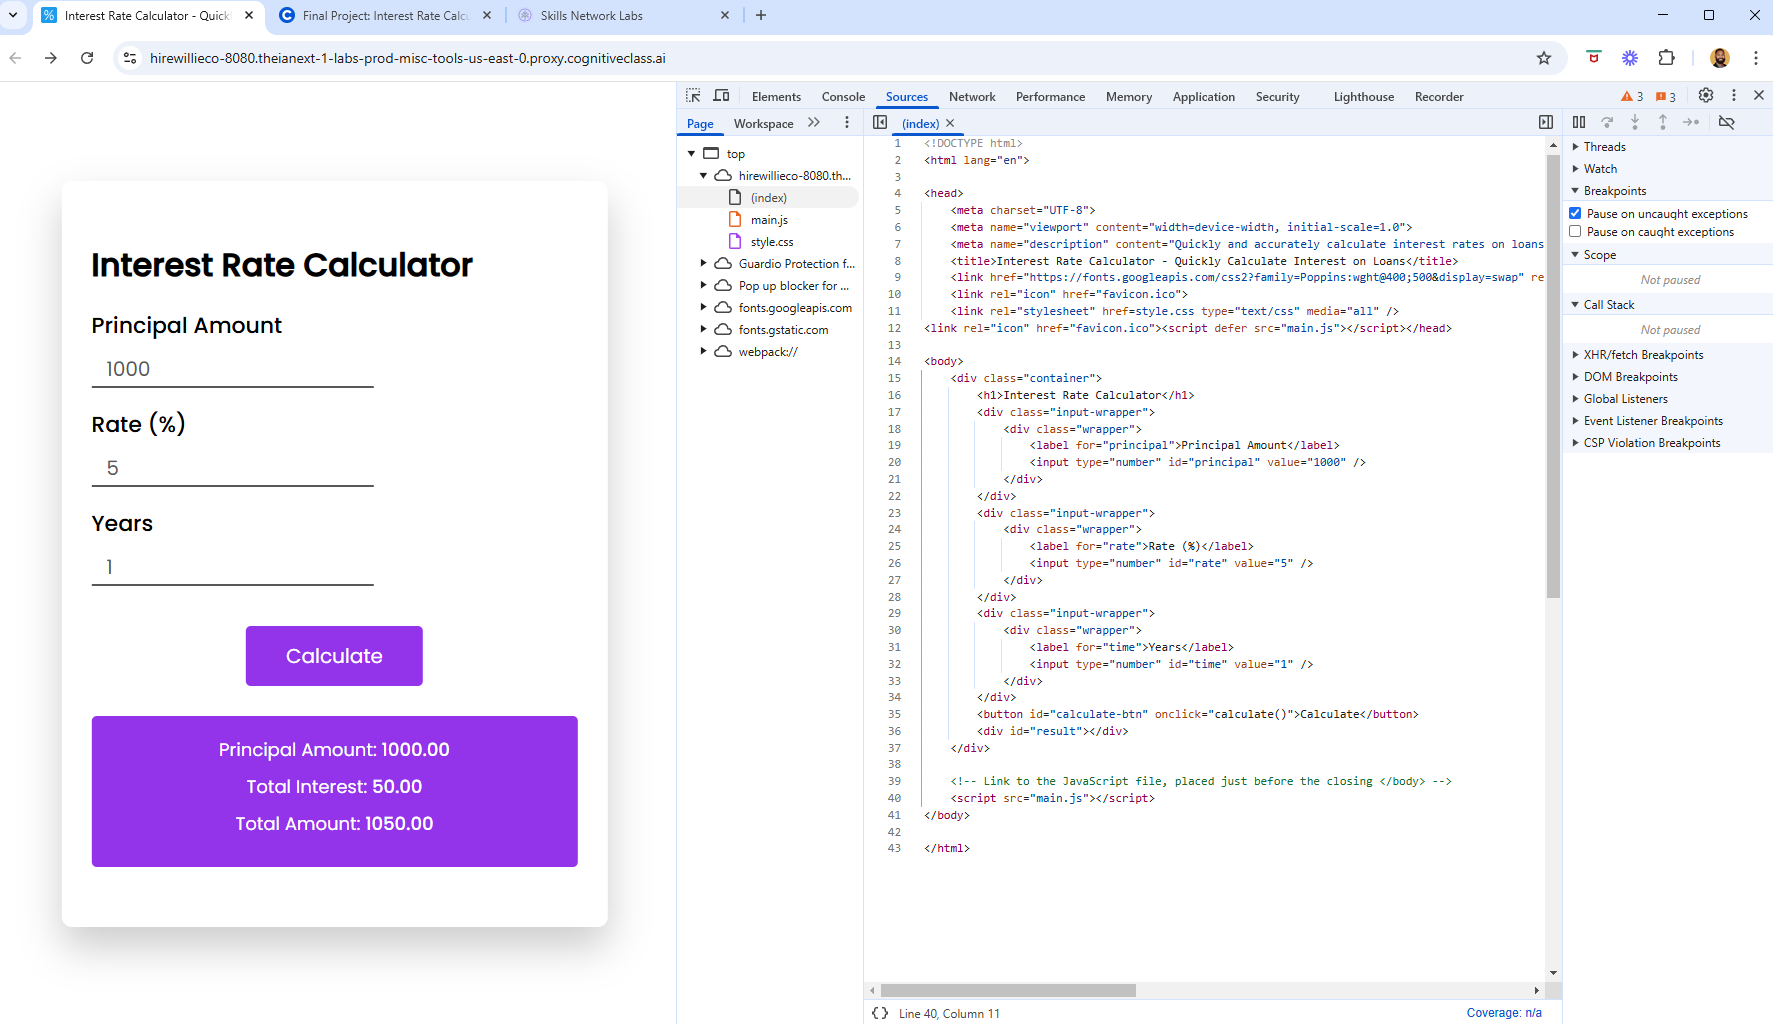 Interest Rate Calculator - Quickl
Final Project: Interest Rate Calcu
Skills Network Labs
hirewillieco-8080.theianext-1-labs-prod-misc-tools-us-east-0.proxy.cognitiveclass.ai
Interest Rate Calculator
Principal Amount
1000
Rate (%)
5
Years
1
Calculate
Principal Amount: 1000.00
Total Interest: 50.00
Total Amount: 1050.00
Elements Console Sources Network Performance Memory Application Security Lighthouse Recorder 3 3
Page Workspace
top
hirewillieco-8080.th...
(index)
main.js
style.css
Guardio Protection f...
Pop up blocker for ...
fonts.googleapis.com
fonts.gstatic.com
webpack://
(index)
1 <!DOCTYPE html>
2 <html lang="en">
3
4 <head>
5 <meta charset="UTF-8">
6 <meta name="viewport" content="width=device-width, initial-scale=1.0">
7 <meta name="description" content="Quickly and accurately calculate interest rates on loans
8 <title>Interest Rate Calculator - Quickly Calculate Interest on Loans</title>
9 <link href="https://fonts.googleapis.com/css2?family=Poppins:wght@400;500&display=swap" re
10 <link rel="icon" href="favicon.ico">
11 <link rel="stylesheet" href=style.css type="text/css" media="all" />
12 <link rel="icon" href="favicon.ico"><script defer src="main.js"></script></head>
13
14 <body>
15 <div class="container">
16 <h1>Interest Rate Calculator</h1>
17 <div class="input-wrapper">
18 <div class="wrapper">
19 <label for="principal">Principal Amount</label>
20 <input type="number" id="principal" value="1000" />
21 </div>
22 </div>
23 <div class="input-wrapper">
24 <div class="wrapper">
25 <label for="rate">Rate (%)</label>
26 <input type="number" id="rate" value="5" />
27 </div>
28 </div>
29 <div class="input-wrapper">
30 <div class="wrapper">
31 <label for="time">Years</label>
32 <input type="number" id="time" value="1" />
33 </div>
34 </div>
35 <button id="calculate-btn" onclick="calculate()">Calculate</button>
36 <div id="result"></div>
37 </div>
38
39 <!-- Link to the JavaScript file, placed just before the closing </body> -->
40 <script src="main.js"></script>
41 </body>
42
43 </html>
{ } Line 40, Column 11
Coverage: n/a
Threads
Watch
Breakpoints
Pause on uncaught exceptions
Pause on caught exceptions
Scope
Not paused
Call Stack
Not paused
XHR/fetch Breakpoints
DOM Breakpoints
Global Listeners
Event Listener Breakpoints
CSP Violation Breakpoints